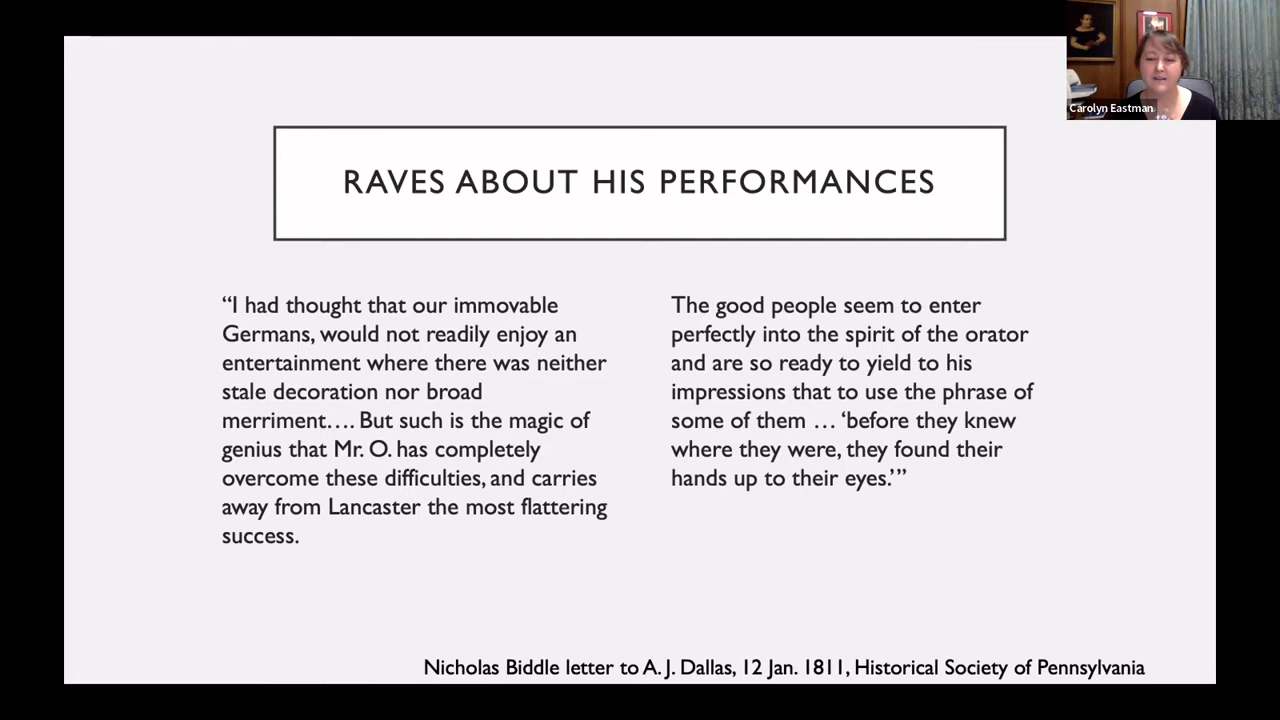 Carolyn Eastman
RAVES ABOUT HIS PERFORMANCES
“I had thought that our immovable
Germans, would not readily enjoy an
entertainment where there was neither
stale decoration nor broad
merriment…. But such is the magic of
genius that Mr. O. has completely
overcome these difficulties, and carries
away from Lancaster the most flattering
success.
The good people seem to enter
perfectly into the spirit of the orator
and are so ready to yield to his
impressions that to use the phrase of
some of them … ‘before they knew
where they were, they found their
hands up to their eyes.’”
Nicholas Biddle letter to A. J. Dallas, 12 Jan. 1811, Historical Society of Pennsylvania